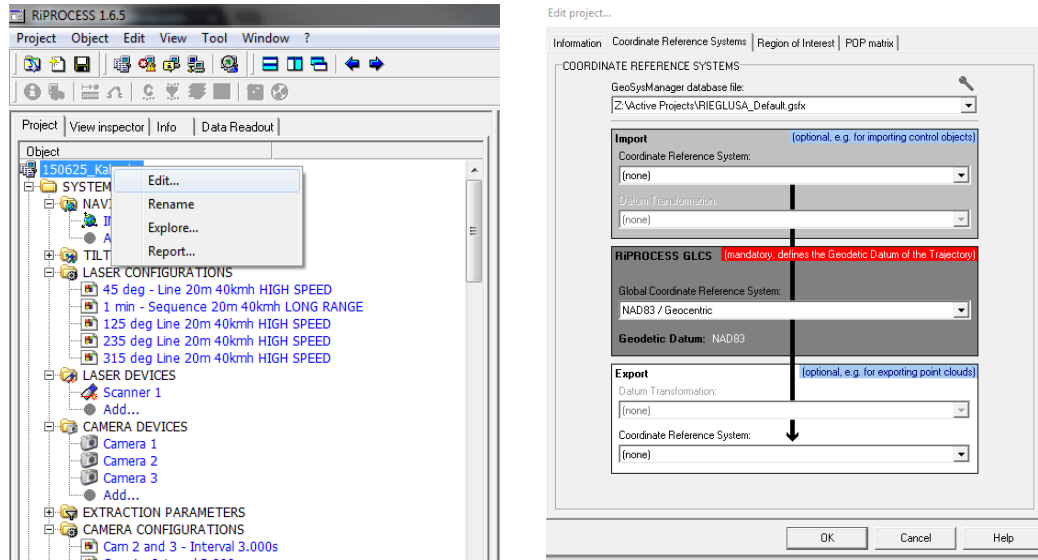 RiPROCESS 1.6.5
Project Object Edit View Tool Window ?
Project View inspector Info Data Readout
Object
150625_Kal
SYSTEM
NAV
Edit...
Rename
Explore...
Report...
TILT
LASER CONFIGURATIONS
45 deg - Line 20m 40kmh HIGH SPEED
1 min - Sequence 20m 40kmh LONG RANGE
125 deg Line 20m 40kmh HIGH SPEED
235 deg Line 20m 40kmh HIGH SPEED
315 deg Line 20m 40kmh HIGH SPEED
LASER DEVICES
Scanner 1
Add...
CAMERA DEVICES
Camera 1
Camera 2
Camera 3
Add...
EXTRACTION PARAMETERS
CAMERA CONFIGURATIONS
Cam 2 and 3 - Interval 3.000s
Edit project...
Information Coordinate Reference Systems Region of Interest POP matrix
COORDINATE REFERENCE SYSTEMS
GeoSysManager database file:
Z:\Active Projects\RIEGLUSA_Default.gsfx
Import (optional, e.g. for importing control objects)
Coordinate Reference System:
(none)
Datum Transformation:
(none)
RiPROCESS GLCS (mandatory, defines the Geodetic Datum of the Trajectory)
Global Coordinate Reference System:
NAD83 / Geocentric
Geodetic Datum: NAD83
Export (optional, e.g. for exporting point clouds)
Datum Transformation:
(none)
Coordinate Reference System:
(none)
OK Cancel Help